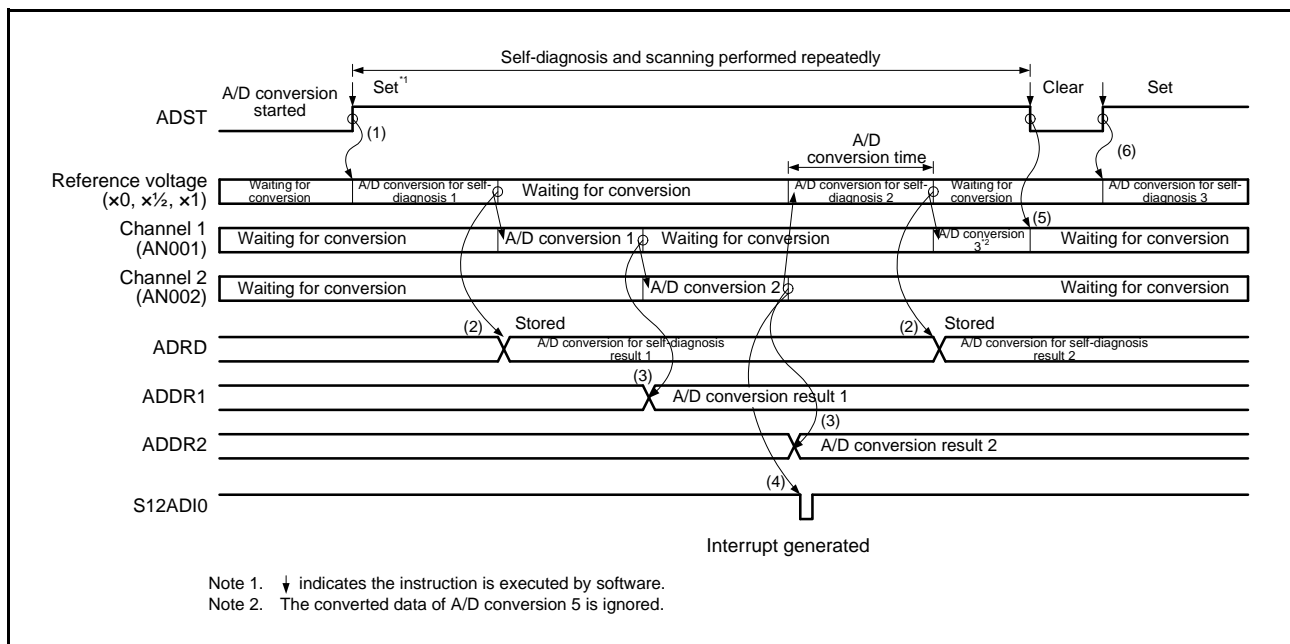 Self-diagnosis and scanning performed repeatedly
A/D conversion
started
Set*1
Clear
Set
ADST
(1)
A/D
conversion time
(6)
Reference voltage
(×0, ×½, ×1)
Waiting for
conversion
A/D conversion for self-
diagnosis 1
Waiting for conversion
A/D conversion for self-
diagnosis 2
Waiting for
conversion
A/D conversion for self-
diagnosis 3
(5)
Channel 1
(AN001)
Waiting for conversion
A/D conversion 1
Waiting for conversion
A/D conversion
3*2
Waiting for conversion
Channel 2
(AN002)
Waiting for conversion
A/D conversion 2
Waiting for conversion
(2)
Stored
(2)
Stored
ADRD
A/D conversion for self-diagnosis
result 1
A/D conversion for self-diagnosis
result 2
(3)
ADDR1
A/D conversion result 1
(3)
ADDR2
A/D conversion result 2
(4)
S12ADI0
Interrupt generated
Note 1. ↓ indicates the instruction is executed by software.
Note 2. The converted data of A/D conversion 5 is ignored.